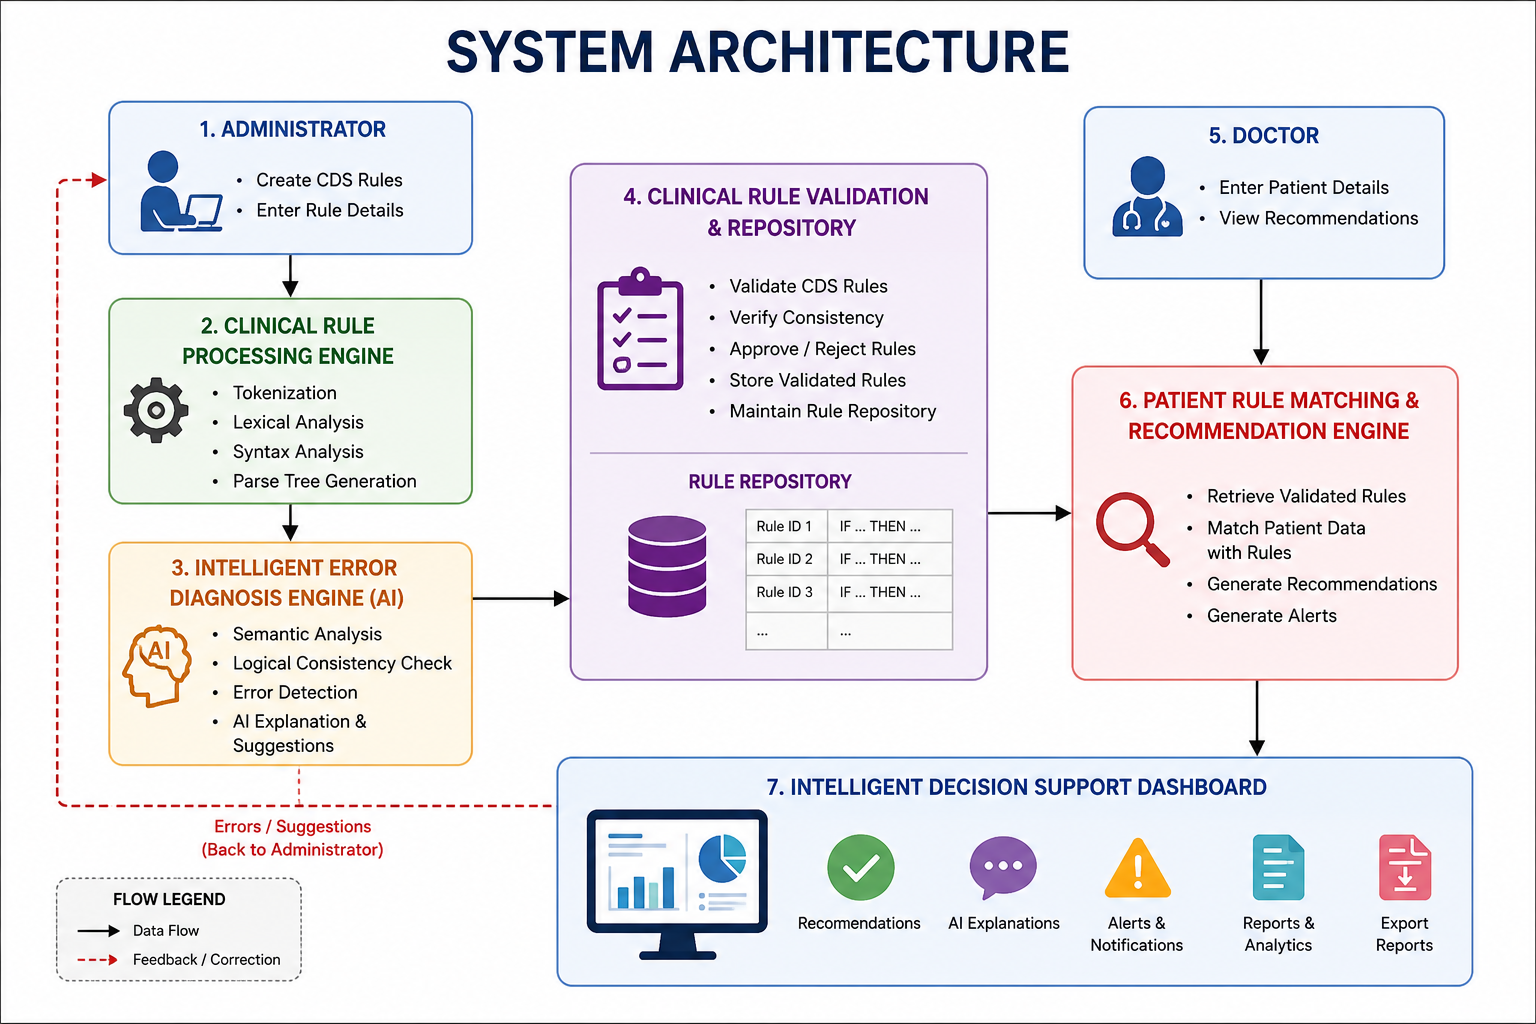 SYSTEM ARCHITECTURE
1. ADMINISTRATOR
• Create CDS Rules
• Enter Rule Details
2. CLINICAL RULE
PROCESSING ENGINE
• Tokenization
• Lexical Analysis
• Syntax Analysis
• Parse Tree Generation
3. INTELLIGENT ERROR
DIAGNOSIS ENGINE (AI)
AI
• Semantic Analysis
• Logical Consistency Check
• Error Detection
• AI Explanation &
Suggestions
Errors / Suggestions
(Back to Administrator)
4. CLINICAL RULE VALIDATION
& REPOSITORY
• Validate CDS Rules
• Verify Consistency
• Approve / Reject Rules
• Store Validated Rules
• Maintain Rule Repository
RULE REPOSITORY
Rule ID 1 IF ... THEN ...
Rule ID 2 IF ... THEN ...
Rule ID 3 IF ... THEN ...
... ...
5. DOCTOR
• Enter Patient Details
• View Recommendations
6. PATIENT RULE MATCHING &
RECOMMENDATION ENGINE
• Retrieve Validated Rules
• Match Patient Data
with Rules
• Generate Recommendations
• Generate Alerts
7. INTELLIGENT DECISION SUPPORT DASHBOARD
Recomendations
AI Explanations
Alerts &
Notifications
Reports &
Analytics
Export
Reports
FLOW LEGEND
Data Flow
Feedback / Correction